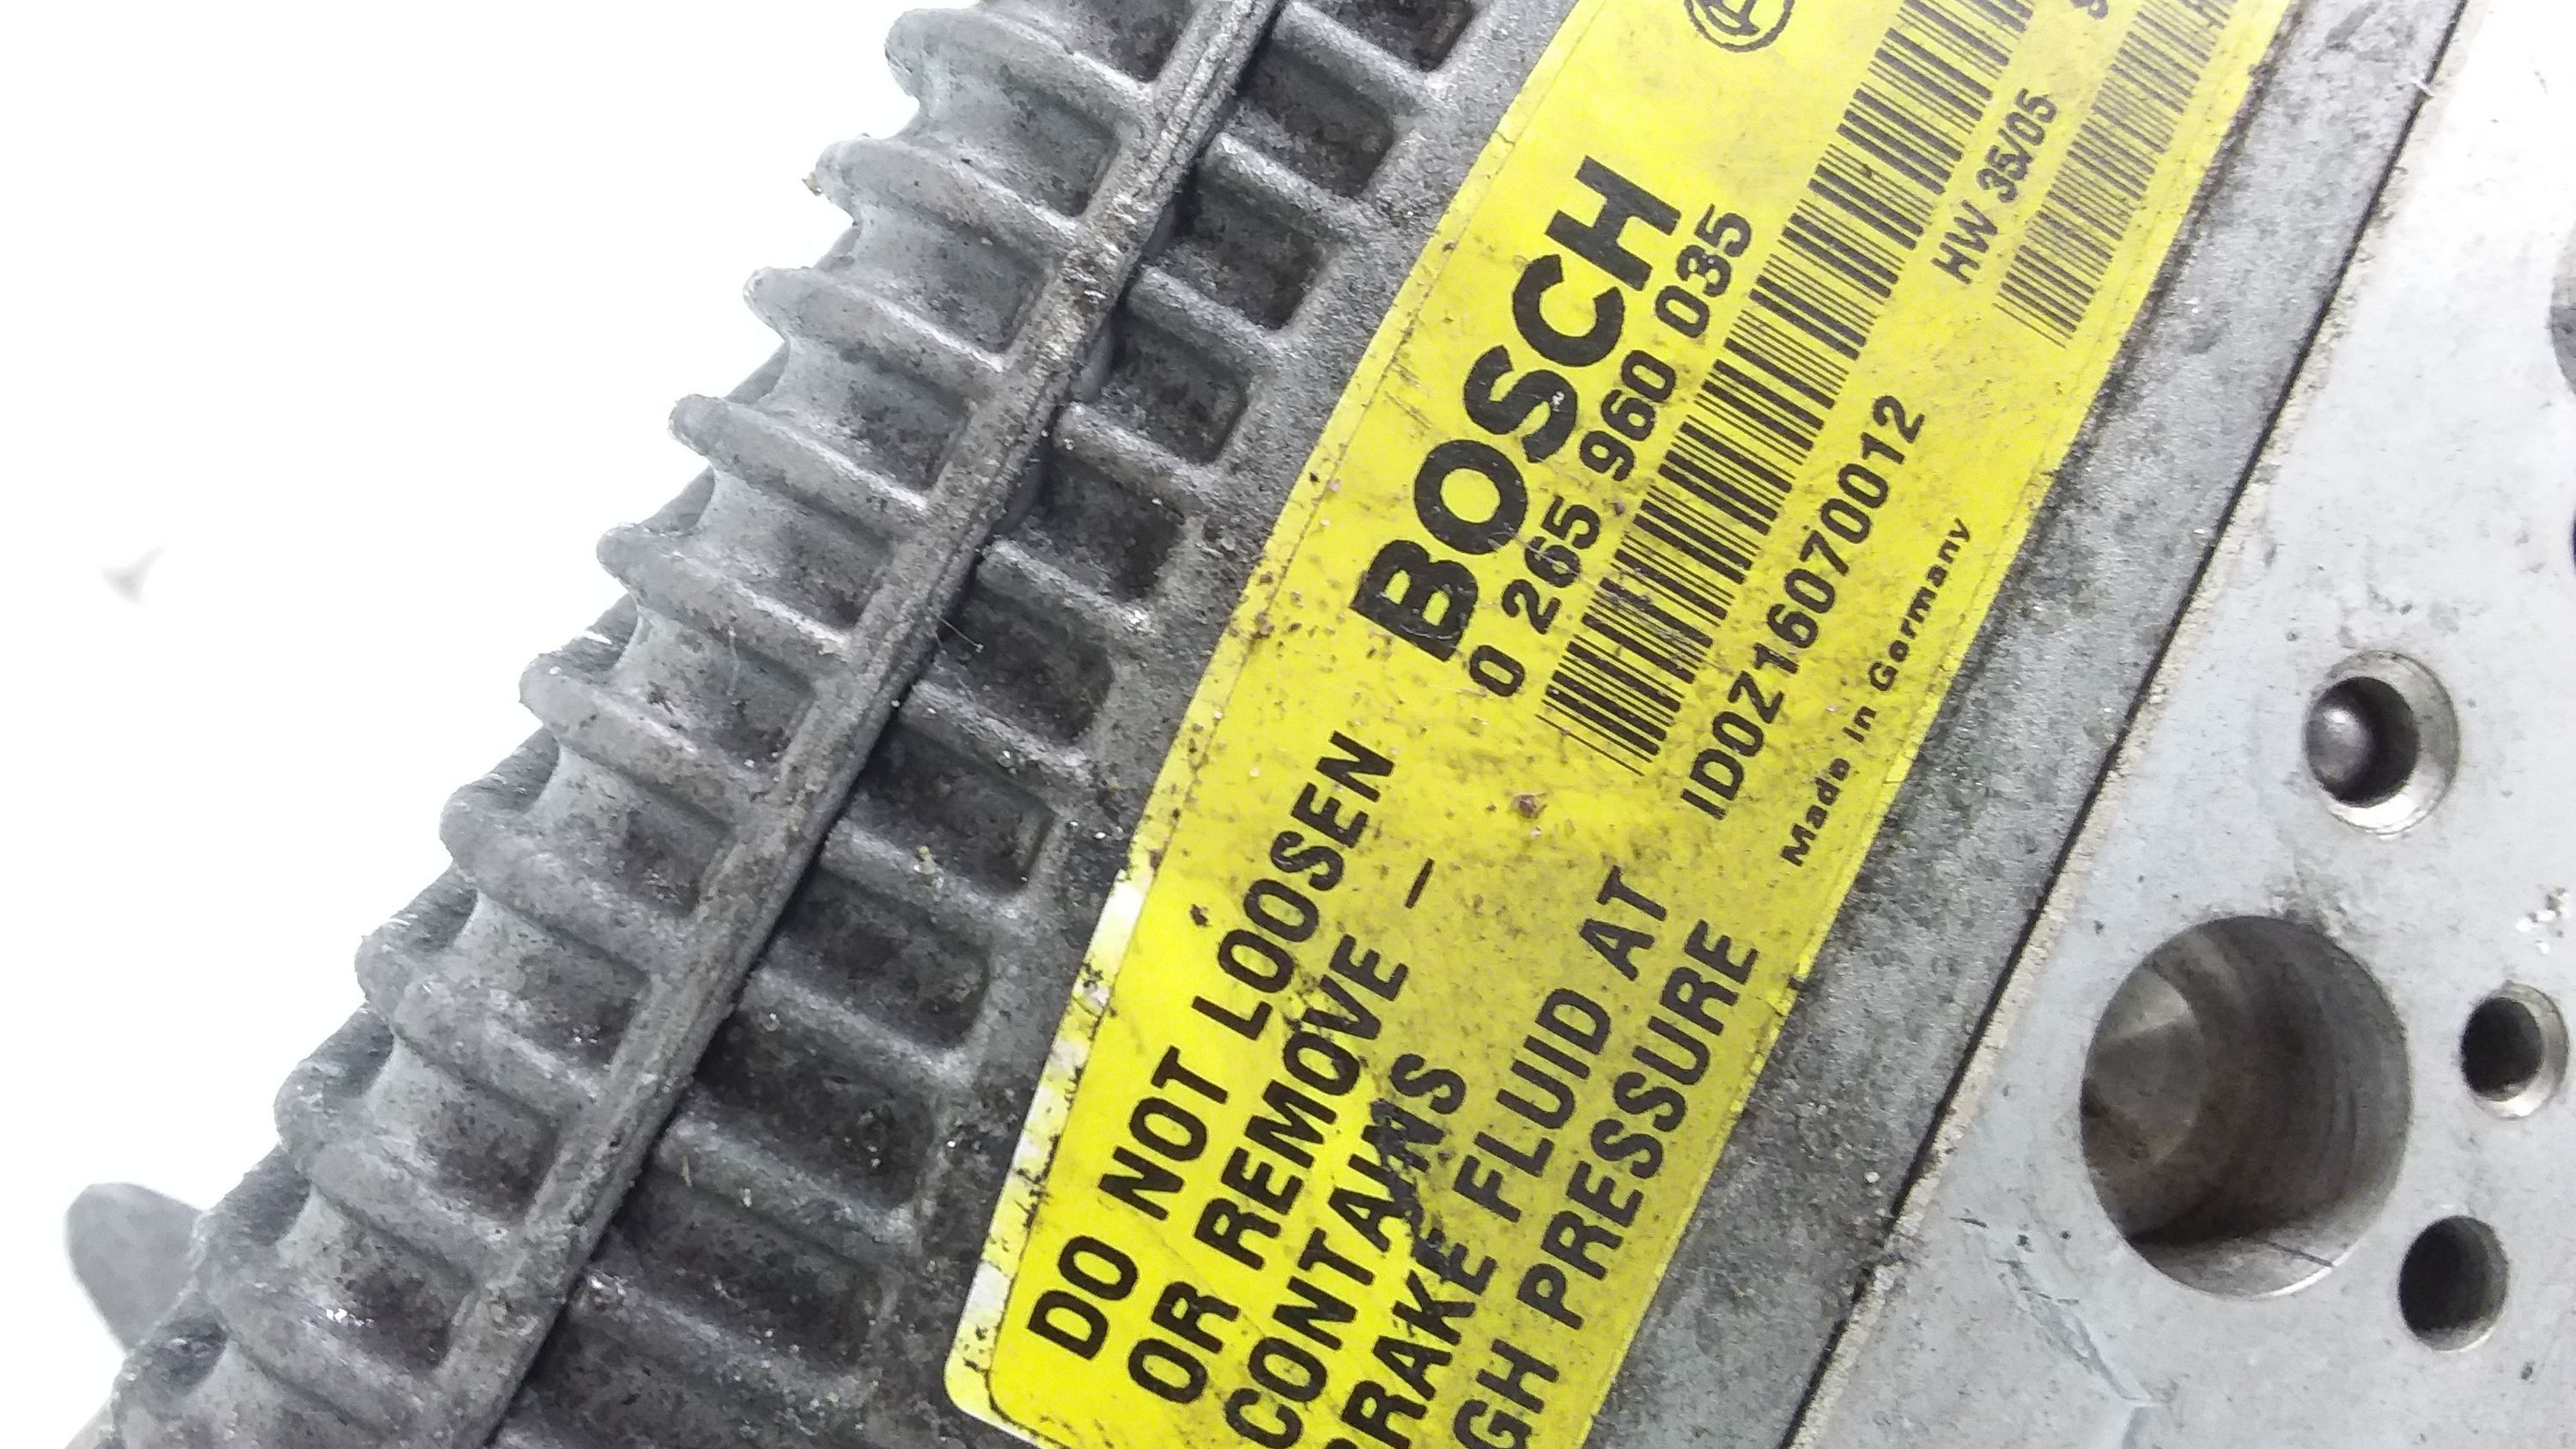 BOSCH
0 265 960 035
ID0Z16070012
Made in Germany
HW 35/05
DO NOT LOOSEN
OR REMOVE –
CONTAINS
BRAKE FLUID AT
GH PRESSURE